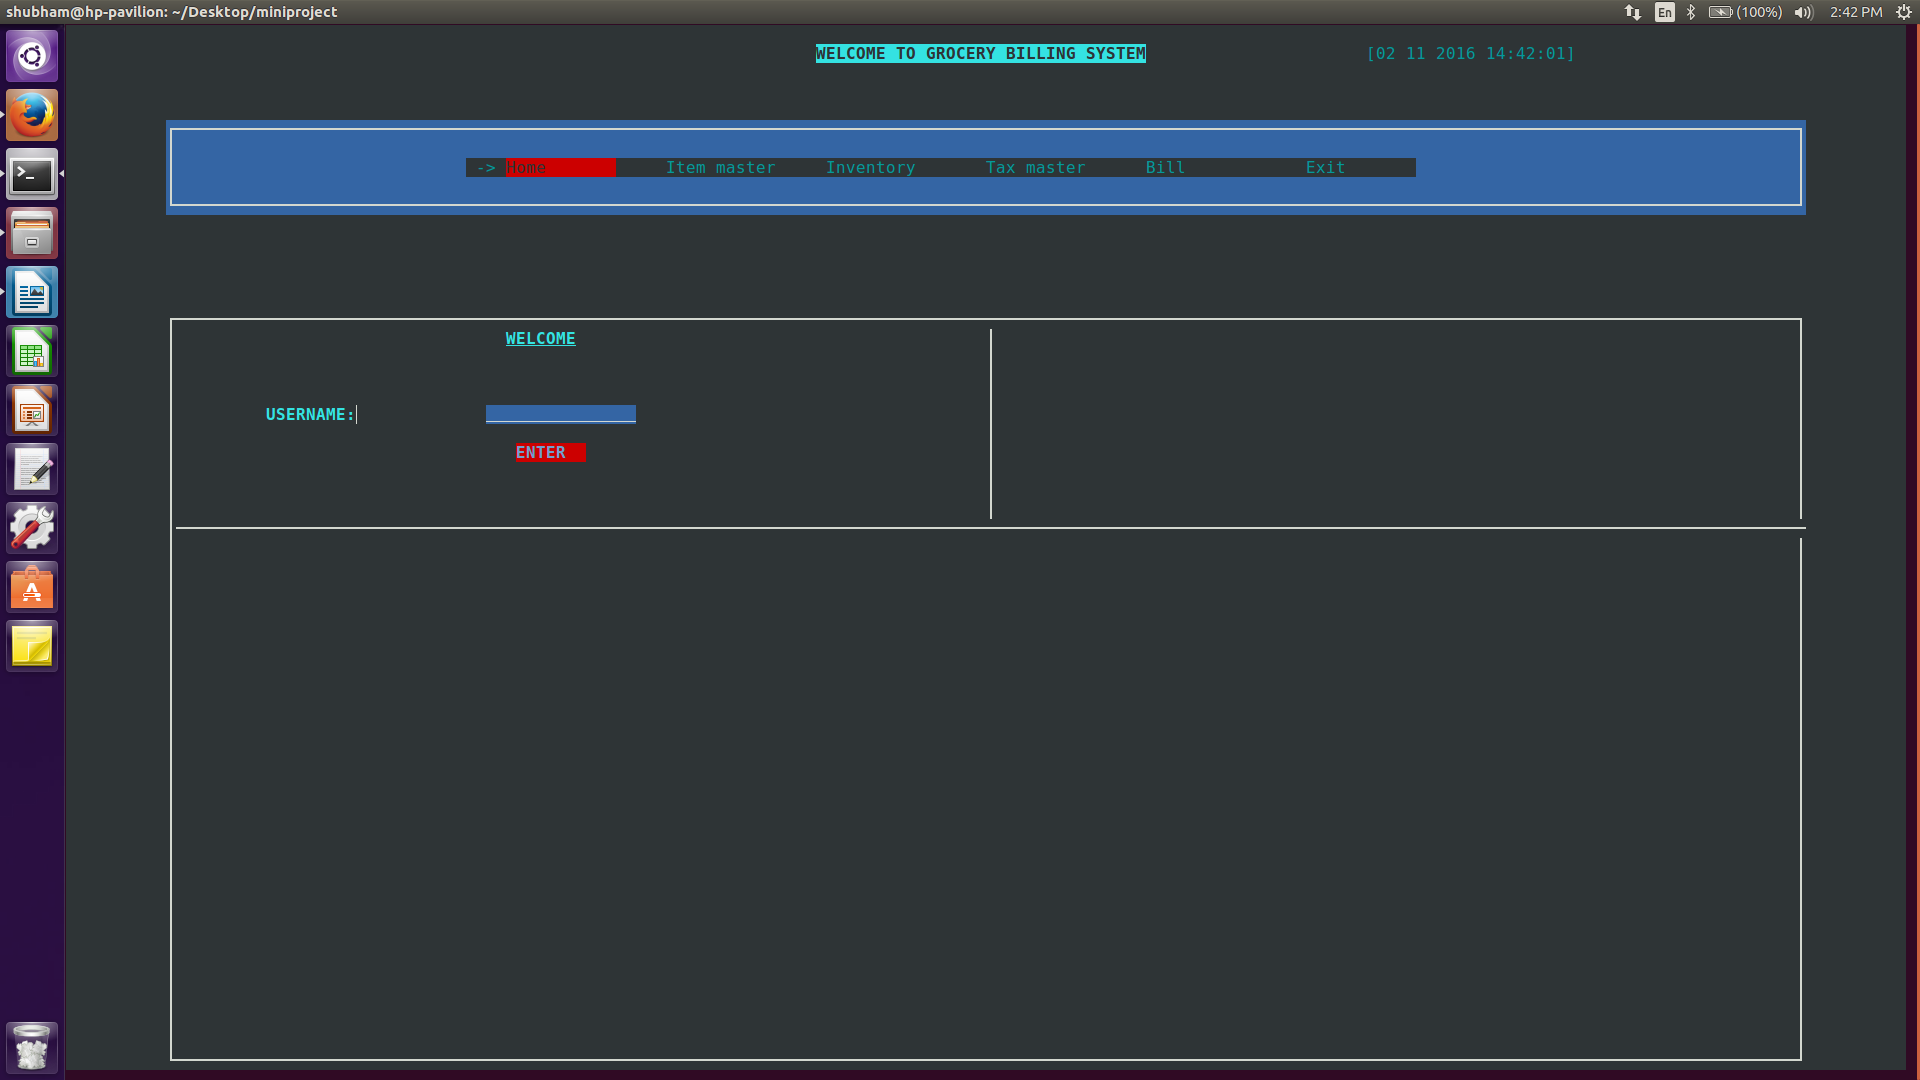 shubham@hp-pavilion: ~/Desktop/miniproject En (100%) 2:42 PM
WELCOME TO GROCERY BILLING SYSTEM [02 11 2016 14:42:01]
-> Home Item master Inventory Tax master Bill Exit
WELCOME
USERNAME:
ENTER